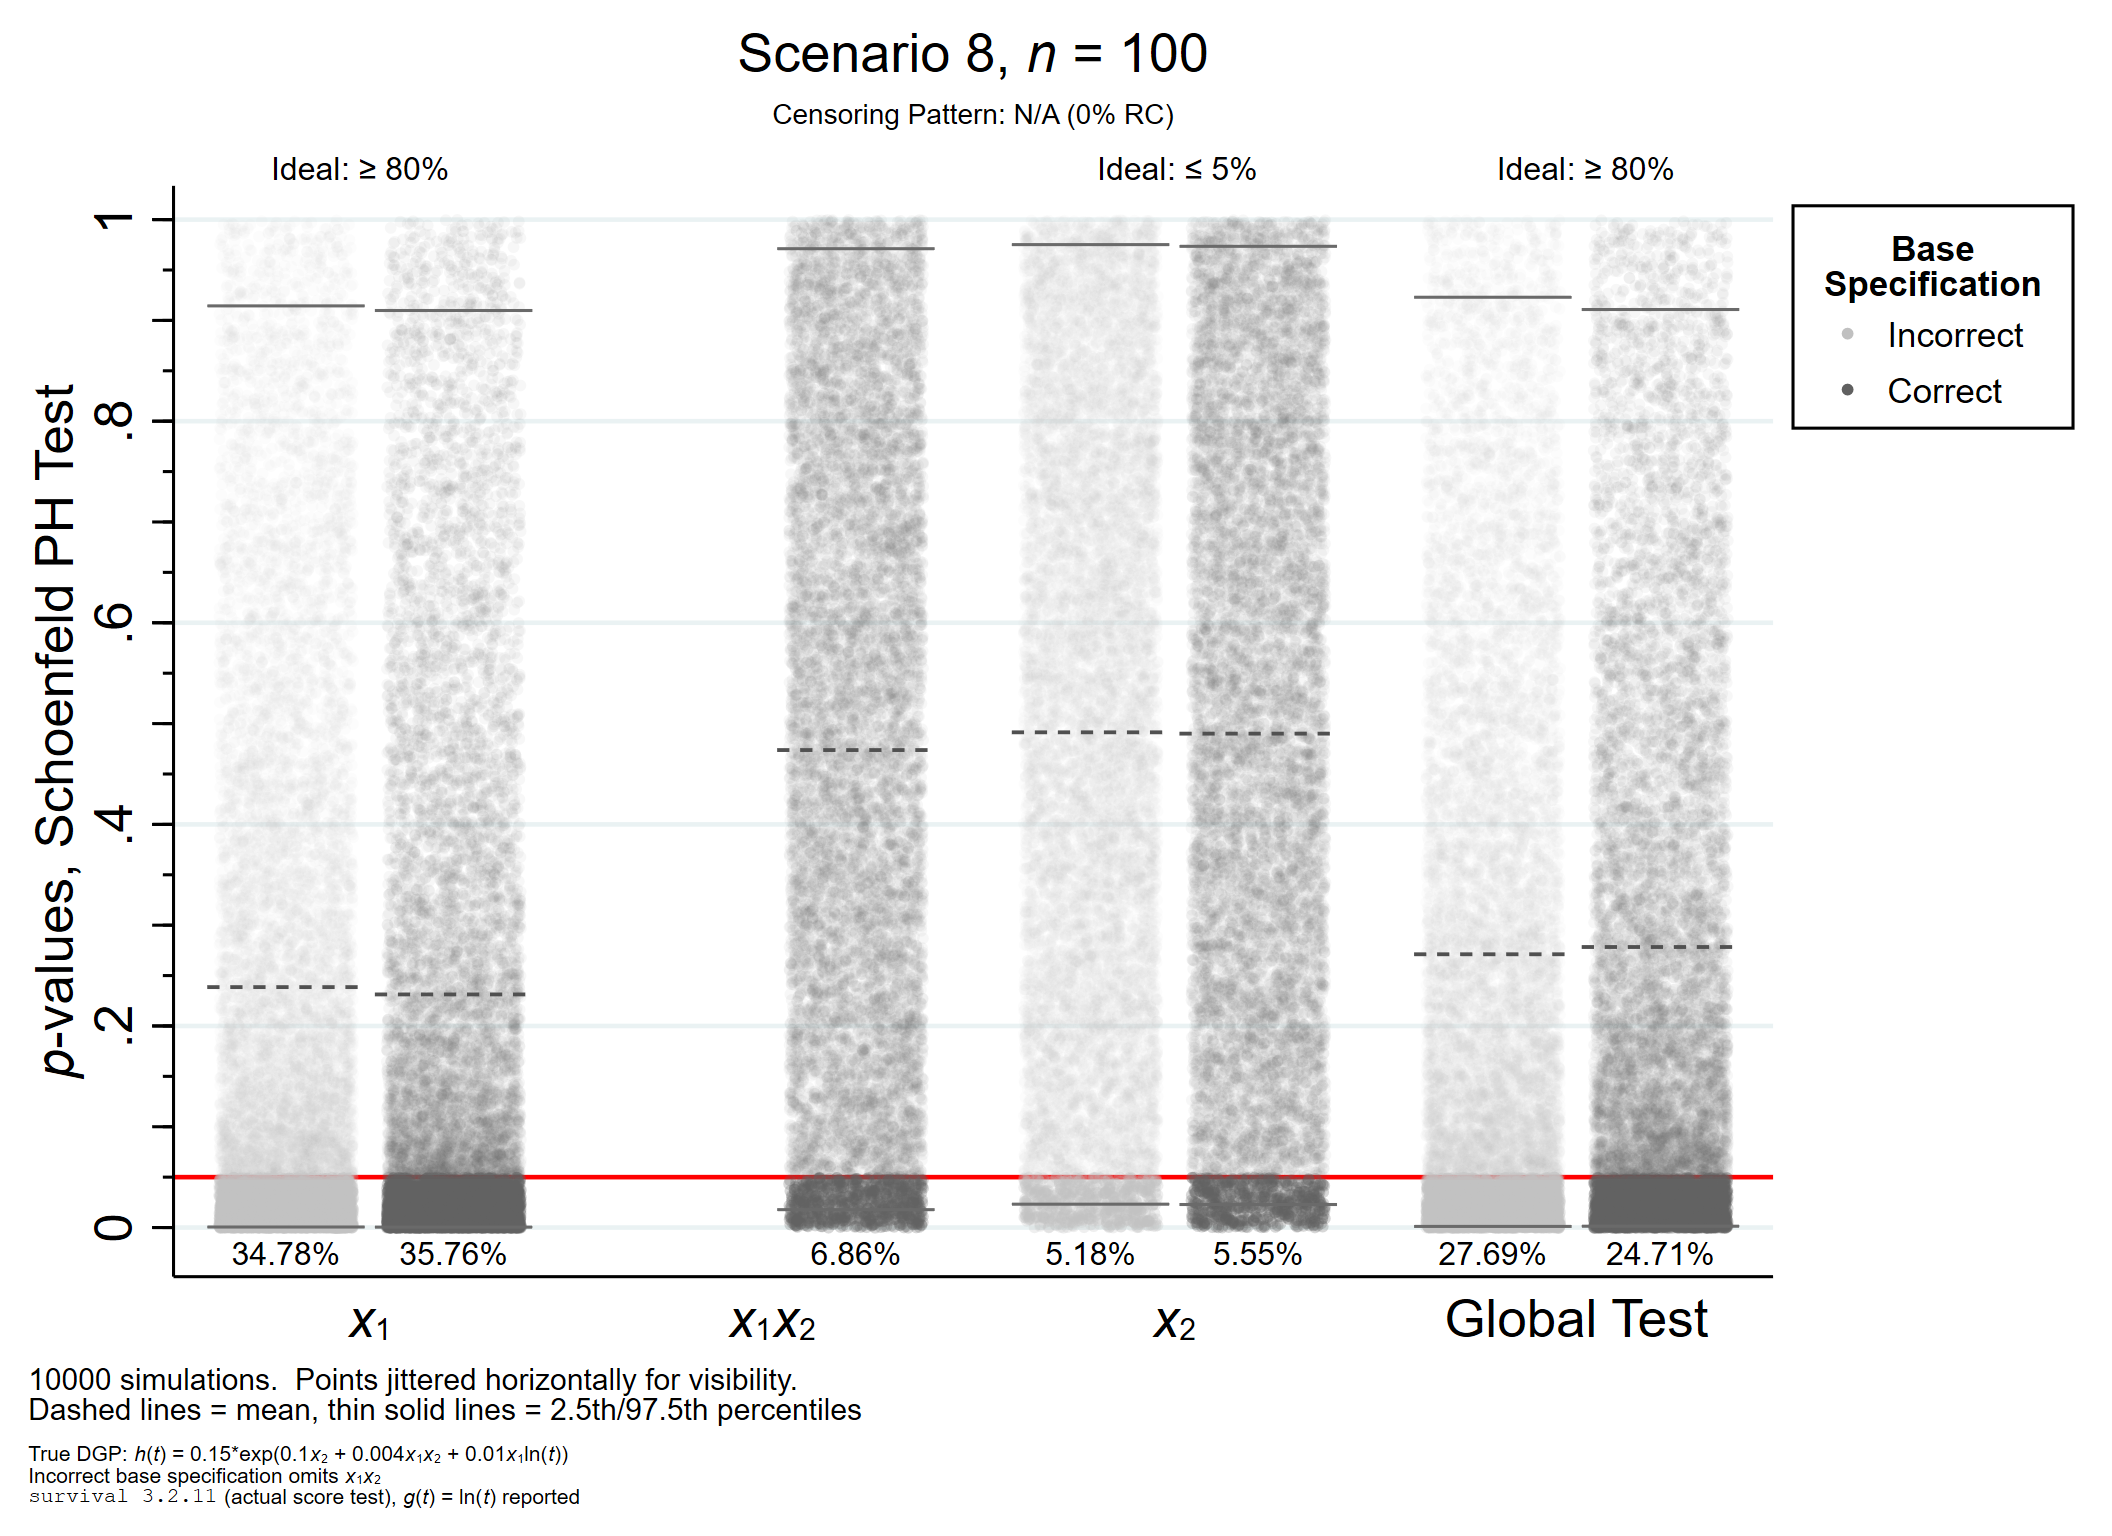 Scenario 8, n = 100
Censoring Pattern: N/A (0% RC)
Ideal: ≥ 80%
Ideal: ≤ 5%
Ideal: ≥ 80%
p-values, Schoenfeld PH Test
1
.8
.6
.4
.2
0
Base
Specification
Incorrect
Correct
34.78%
35.76%
6.86%
5.18%
5.55%
27.69%
24.71%
x₁
x₁x₂
x₂
Global Test
10000 simulations.  Points jittered horizontally for visibility.
Dashed lines = mean, thin solid lines = 2.5th/97.5th percentiles
True DGP: h(t) = 0.15*exp(0.1x₂ + 0.004x₁x₂ + 0.01x₁ln(t))
Incorrect base specification omits x₁x₂
survival 3.2.11 (actual score test), g(t) = ln(t) reported